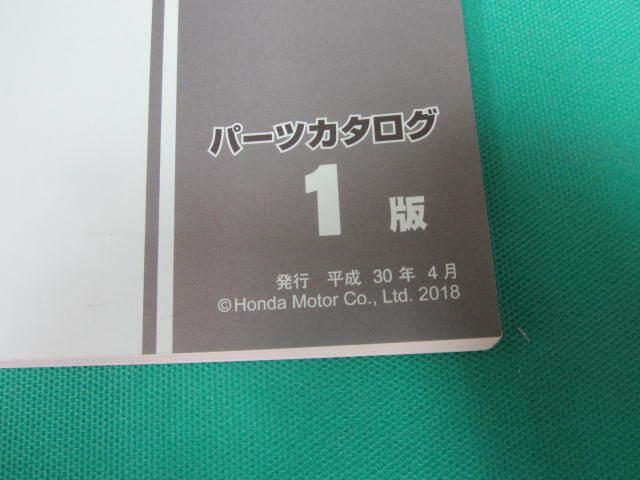 パーツカタログ
1 版
発行 平成 30 年 4 月
©Honda Motor Co., Ltd. 2018